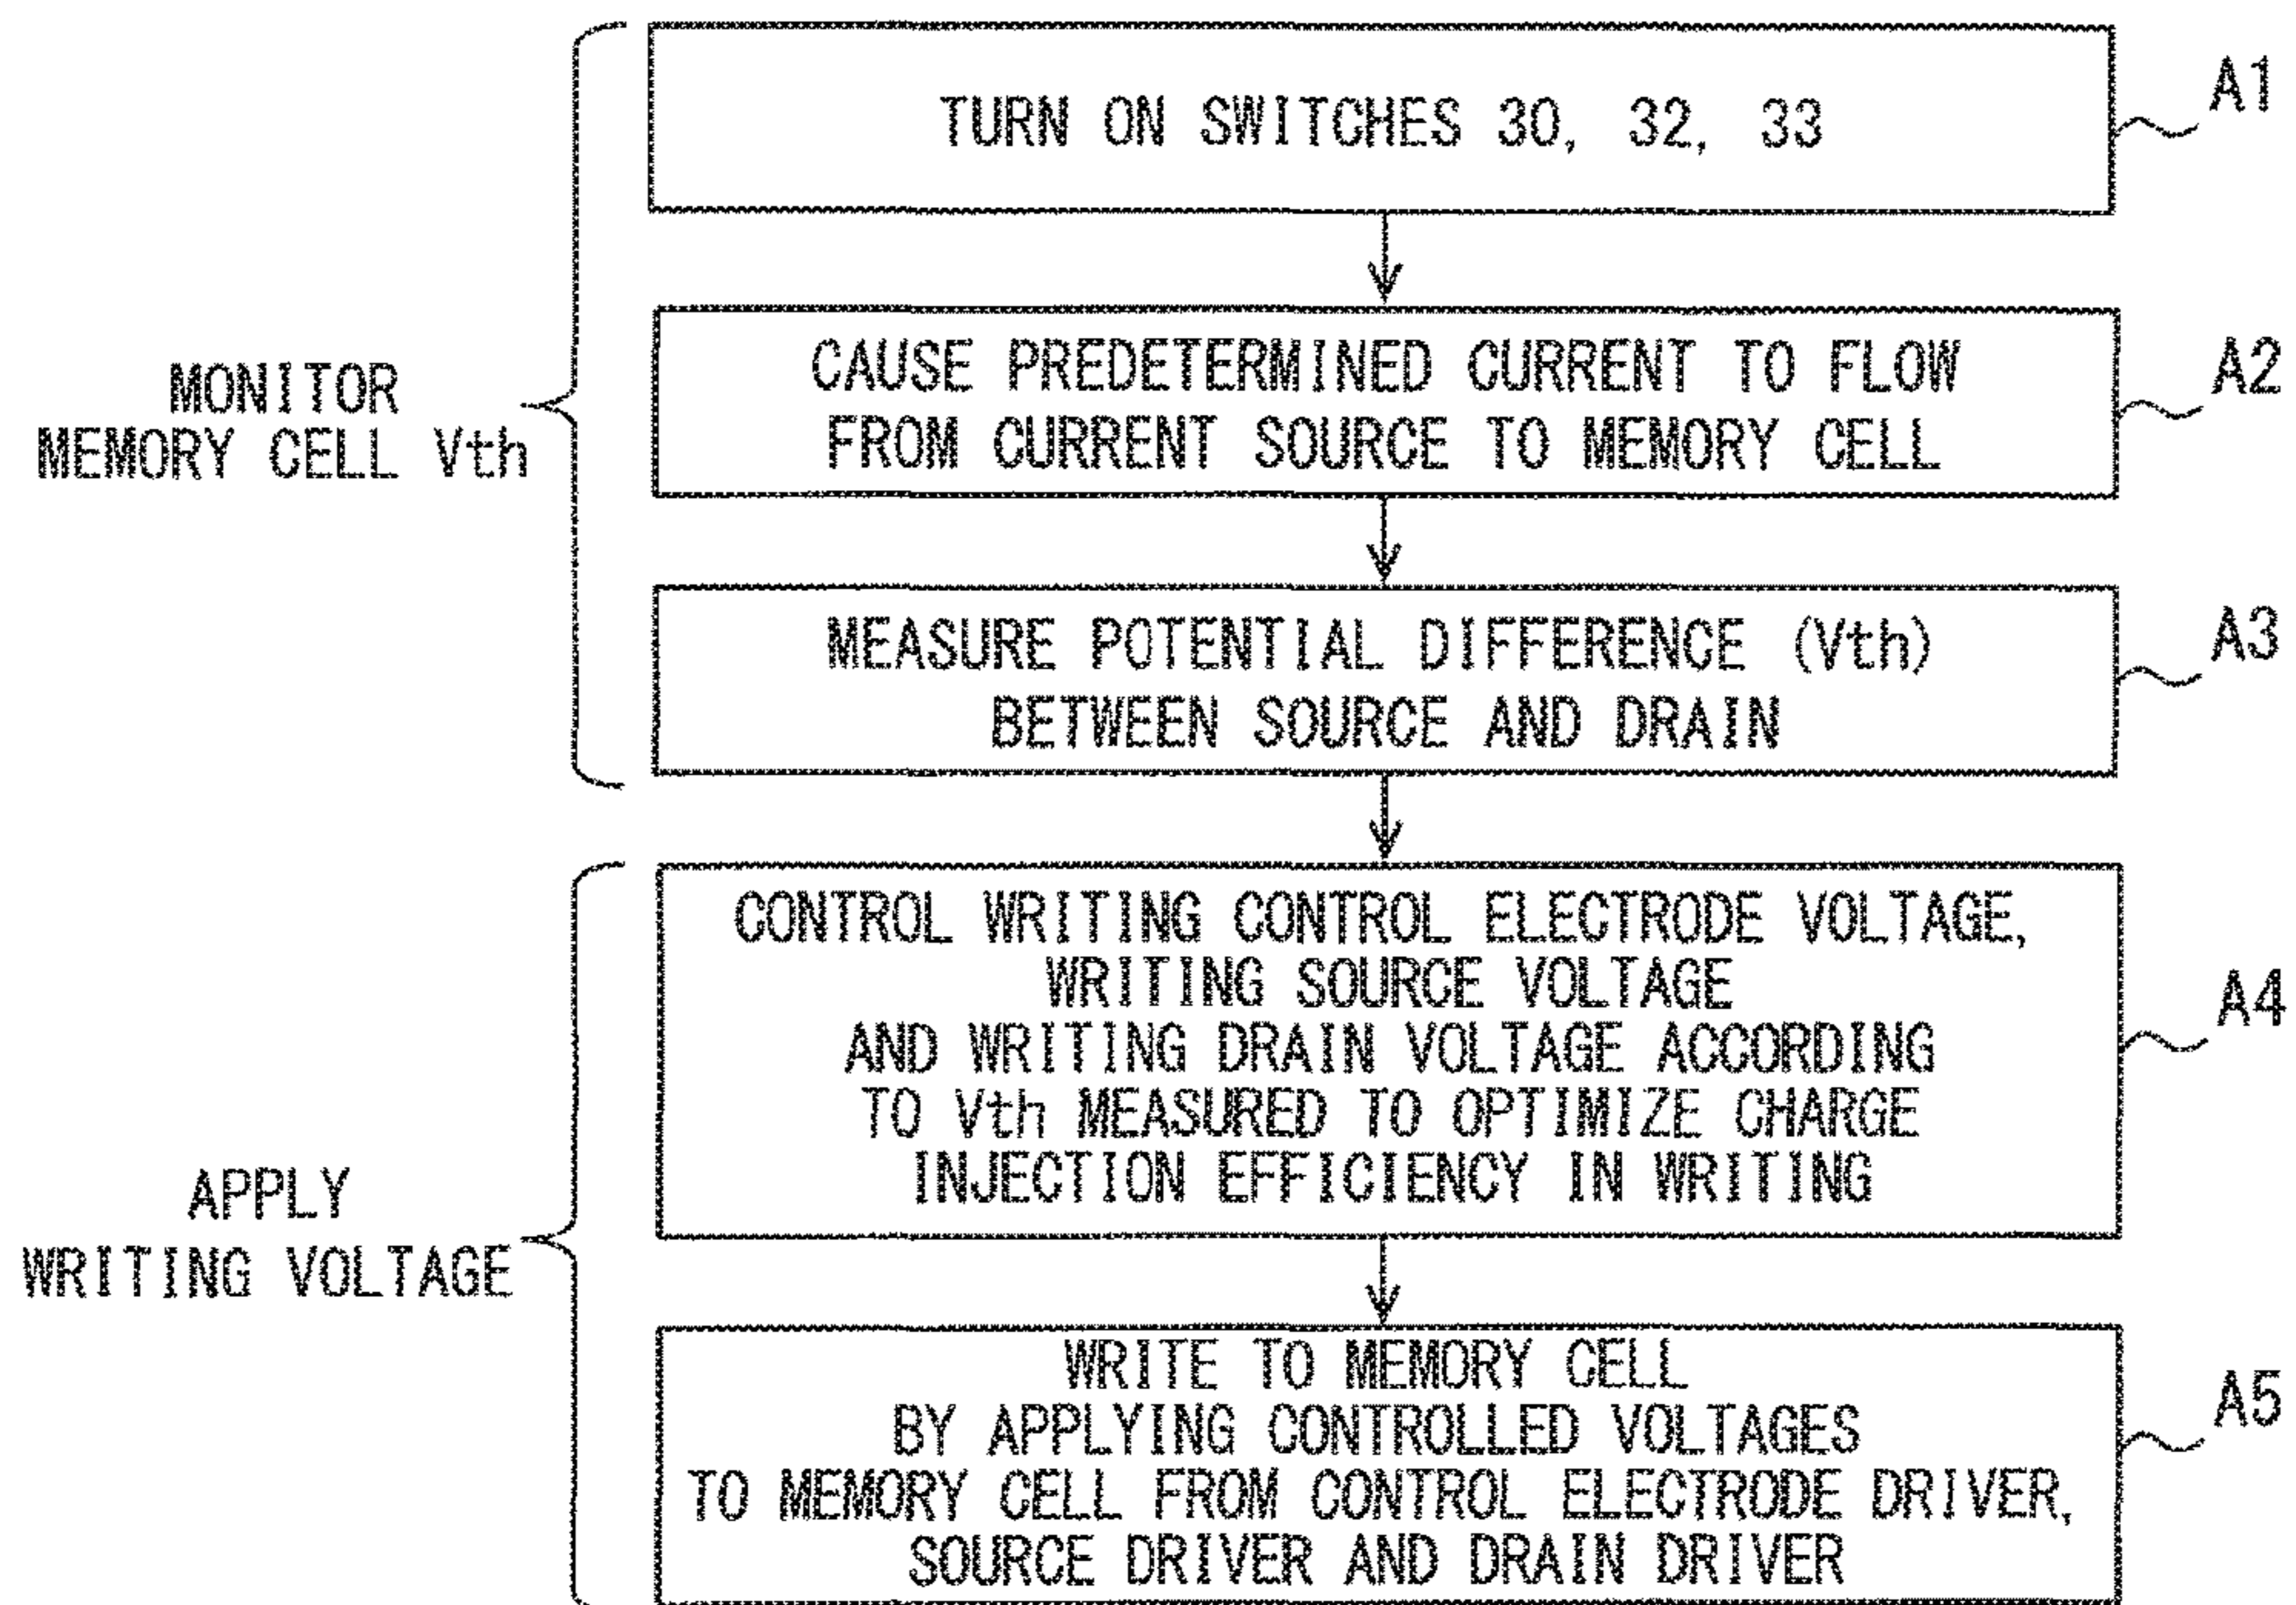 TURN ON SWITCHES 30, 32, 33
A1
MONITOR
MEMORY CELL Vth
CAUSE PREDETERMINED CURRENT TO FLOW
FROM CURRENT SOURCE TO MEMORY CELL
A2
MEASURE POTENTIAL DIFFERENCE (Vth)
BETWEEN SOURCE AND DRAIN
A3
CONTROL WRITING CONTROL ELECTRODE VOLTAGE,
WRITING SOURCE VOLTAGE
AND WRITING DRAIN VOLTAGE ACCORDING
TO Vth MEASURED TO OPTIMIZE CHARGE
INJECTION EFFICIENCY IN WRITING
A4
APPLY
WRITING VOLTAGE
WRITE TO MEMORY CELL
BY APPLYING CONTROLLED VOLTAGES
TO MEMORY CELL FROM CONTROL ELECTRODE DRIVER,
SOURCE DRIVER AND DRAIN DRIVER
A5